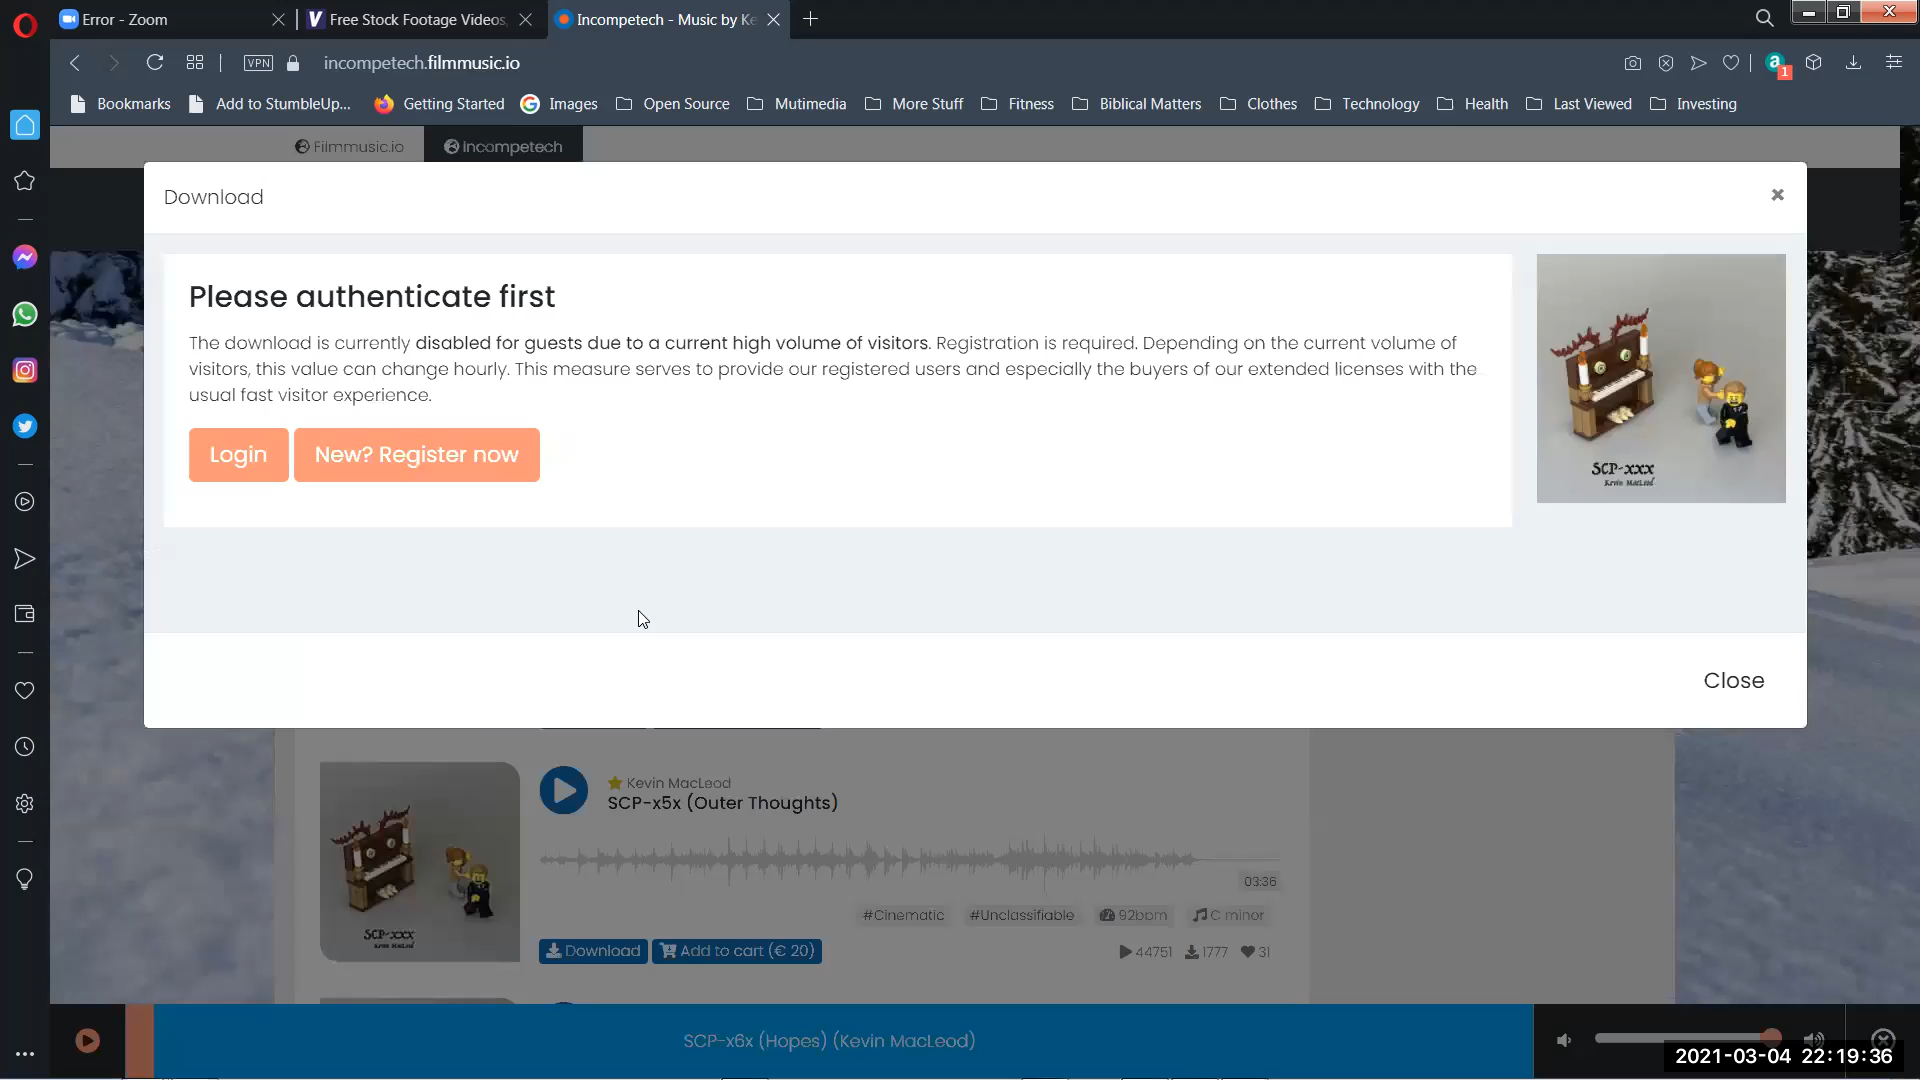 Error - Zoom
Free Stock Footage Videos,
Incompetech - Music by Ke
VPN
incompetech.filmmusic.io
a
1
Bookmarks
Add to StumbleUp...
Getting Started
Images
Open Source
Mutimedia
More Stuff
Fitness
Biblical Matters
Clothes
Technology
Health
Last Viewed
Investing
Filmmusic.io
incompetech
Download
Please authenticate first
The download is currently disabled for guests due to a current high volume of visitors. Registration is required. Depending on the current volume of
visitors, this value can change hourly. This measure serves to provide our registered users and especially the buyers of our extended licenses with the
usual fast visitor experience.
Login
New? Register now
SCP-xxx
Kevin MacLeod
Close
Kevin MacLeod
SCP-x5x (Outer Thoughts)
03:36
#Cinematic
#Unclassifiable
92bpm
C minor
SCP-xxx
Kevin MacLeod
Download
Add to cart (€ 20)
44751
1777
31
SCP-x6x (Hopes) (Kevin MacLeod)
2021-03-04 22:19:36